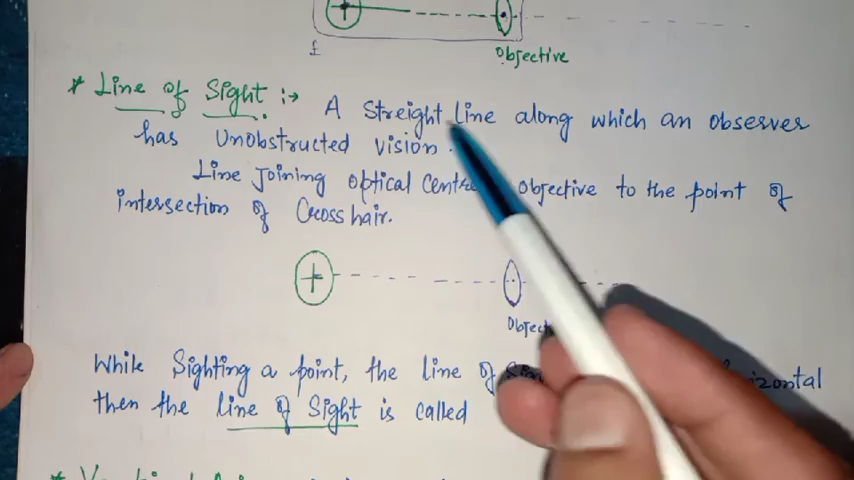 £
Objective
* Line of Sight :→ A Streight line along which an observer
has Unobstructed vision.
Line Joining optical Centre objective to the point of
intersection of Cross hair.
Object
While Sighting a point, the line of horizontal
then the line of Sight is called